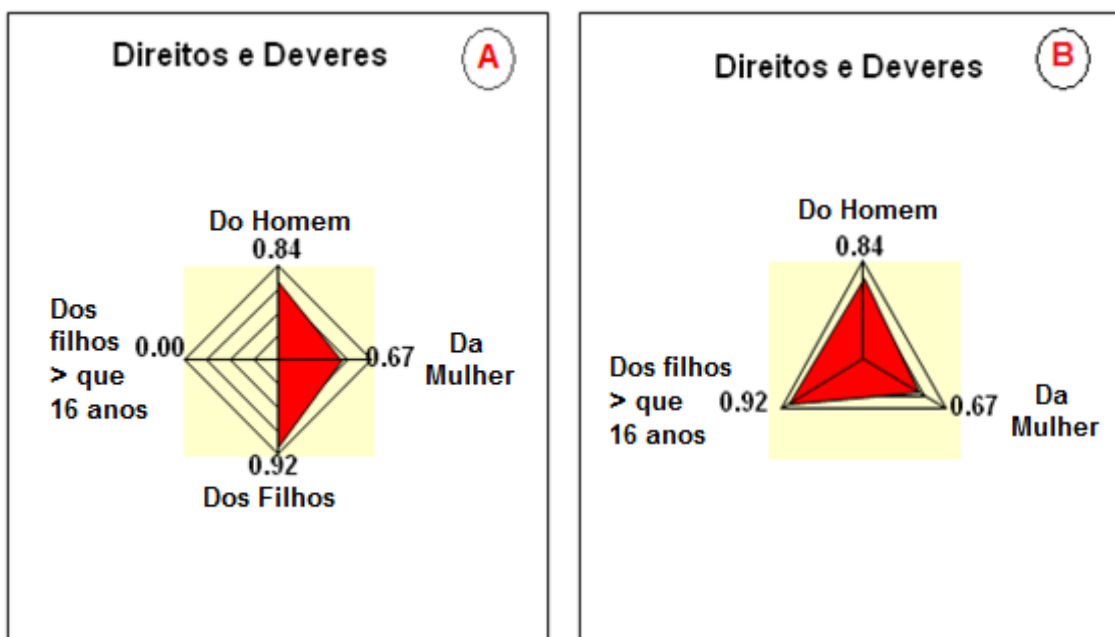 Direitos e Deveres
A
Do Homem
0.84
Dos
filhos
> que
16 anos
0.00
0.67
Da
Mulher
0.92
Dos Filhos
Direitos e Deveres
B
Do Homem
0.84
Dos filhos
> que
16 anos
0.92
0.67
Da
Mulher